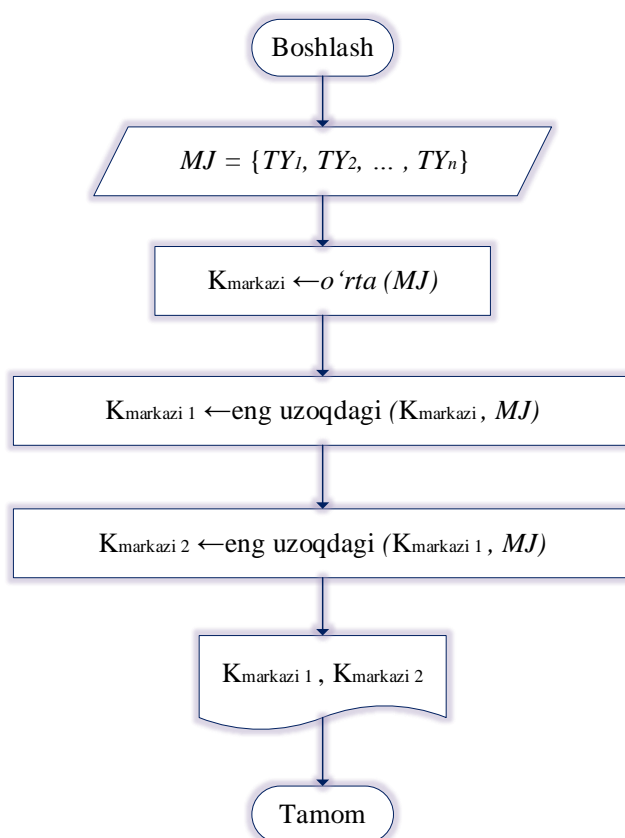 Boshlash
MJ = {TY₁, TY₂, ... , TYₙ}
Kmarkazi ←o‘rta (MJ)
Kmarkazi 1 ←eng uzoqdagi (Kmarkazi , MJ)
Kmarkazi 2 ←eng uzoqdagi (Kmarkazi 1 , MJ)
Kmarkazi 1 , Kmarkazi 2
Tamom